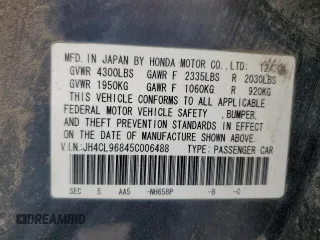 MFD. IN JAPAN BY HONDA MOTOR CO., LTD.
GVWR 4300LBS GAWR F 2335LBS R 2030LBS
GVWR 1950KG GAWR F 1060KG R 920KG
THIS VEHICLE CONFORMS TO ALL APPLICABLE
FEDERAL MOTOR VEHICLE SAFETY, BUMPER,
AND THEFT PREVENTION STANDARDS IN EFFECT ON
THE DATE OF MANUFACTURE SHOWN ABOVE.
V.I.N.: JH4CL96845C006488 TYPE: PASSENGER CAR
SEC 5 AA5 -NH658P -B -C
DREAMBID